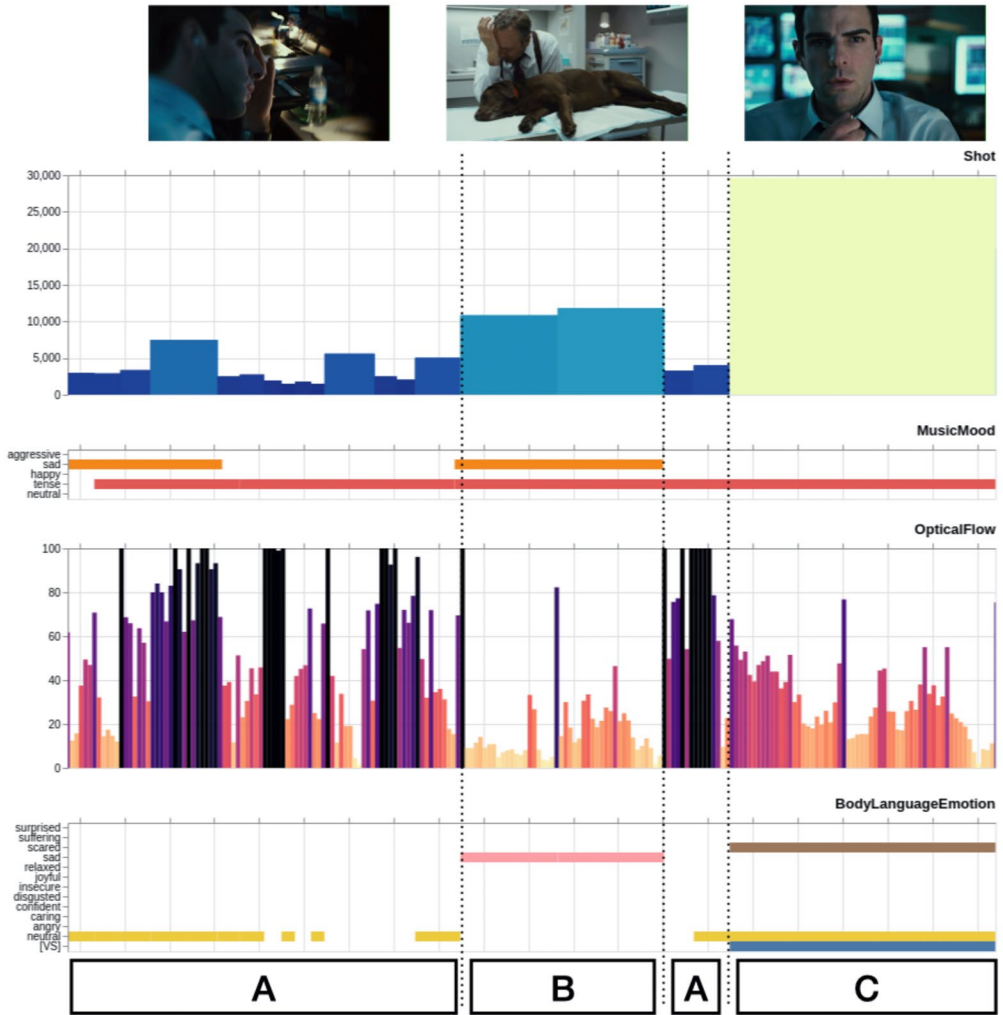 Shot
30,000
25,000
20,000
15,000
10,000
5,000
0
MusicMood
aggressive
sad
happy
tense
neutral
OpticalFlow
100
80
60
40
20
0
BodyLanguageEmotion
surprised
suffering
scared
sad
relaxed
joyful
insecure
disgusted
confident
caring
angry
neutral
[VS]
A B A C